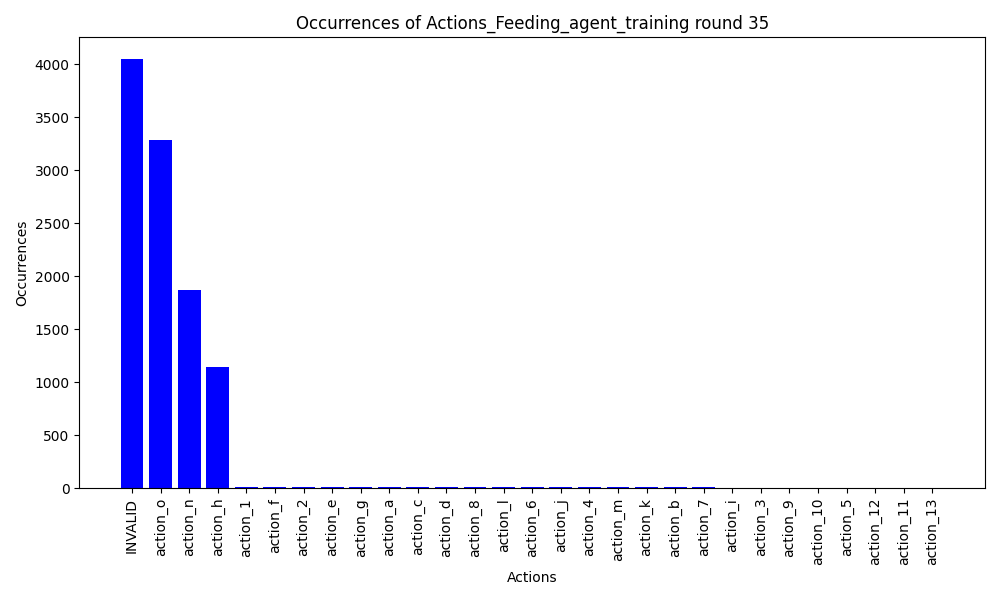 Occurrences of Actions_Feeding_agent_training round 35
Occurrences
4000
3500
3000
2500
2000
1500
1000
500
0
INVALID
action_o
action_n
action_h
action_1
action_f
action_2
action_e
action_g
action_a
action_c
action_d
action_8
action_l
action_6
action_j
action_4
action_m
action_k
action_b
action_7
action_i
action_3
action_9
action_10
action_5
action_12
action_11
action_13
Actions